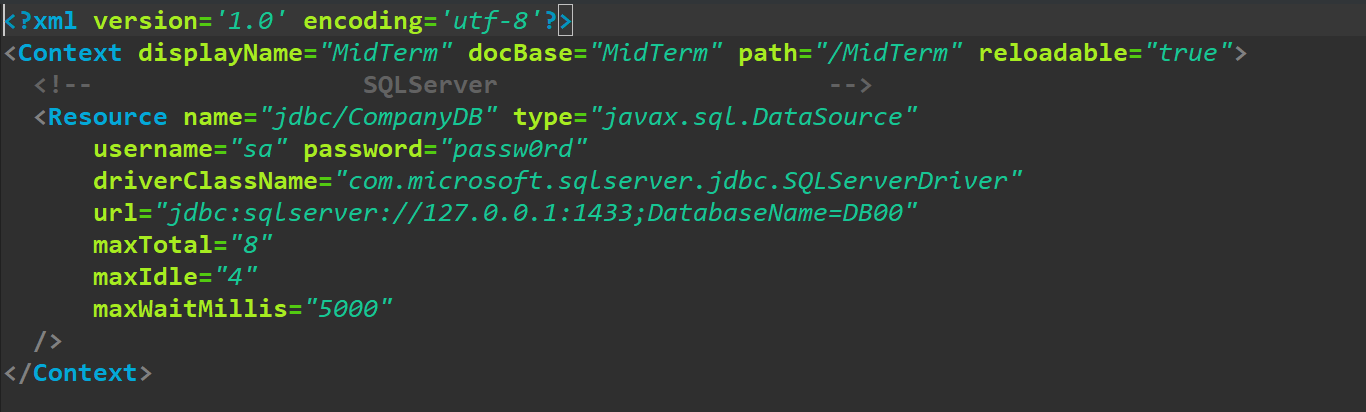 <?xml version='1.0' encoding='utf-8'?>
<Context displayName="MidTerm" docBase="MidTerm" path="/MidTerm" reloadable="true">
<!-- SQLServer -->
<Resource name="jdbc/CompanyDB" type="javax.sql.DataSource"
username="sa" password="passw0rd"
driverClassName="com.microsoft.sqlserver.jdbc.SQLServerDriver"
url="jdbc:sqlserver://127.0.0.1:1433;DatabaseName=DB00"
maxTotal="8"
maxIdle="4"
maxWaitMillis="5000"
/>
</Context>